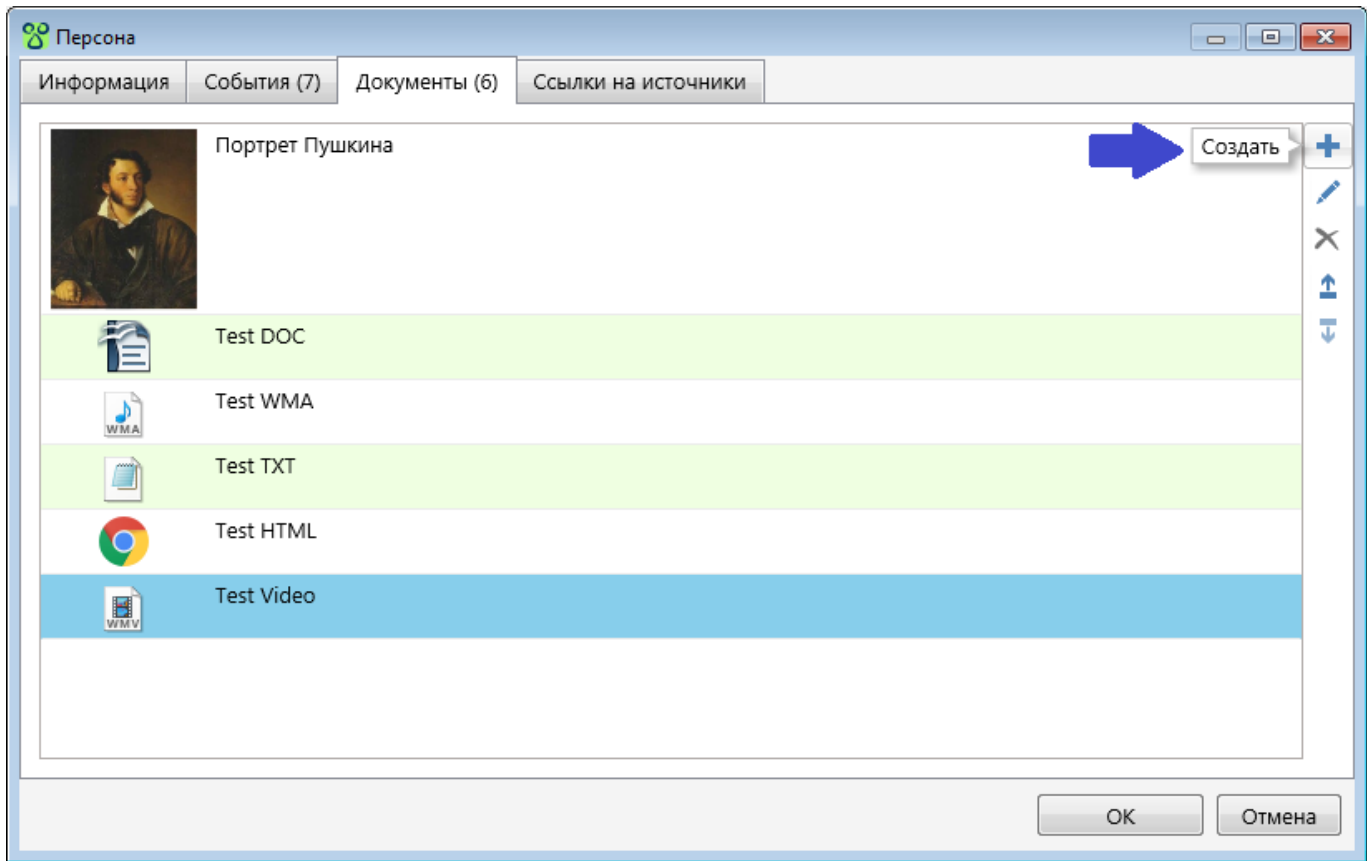 Персона
Информация
События (7)
Документы (6)
Ссылки на источники
Портрет Пушкина
Создать
Test DOC
Test WMA
WMA
Test TXT
Test HTML
Test Video
WMV
OK
Отмена